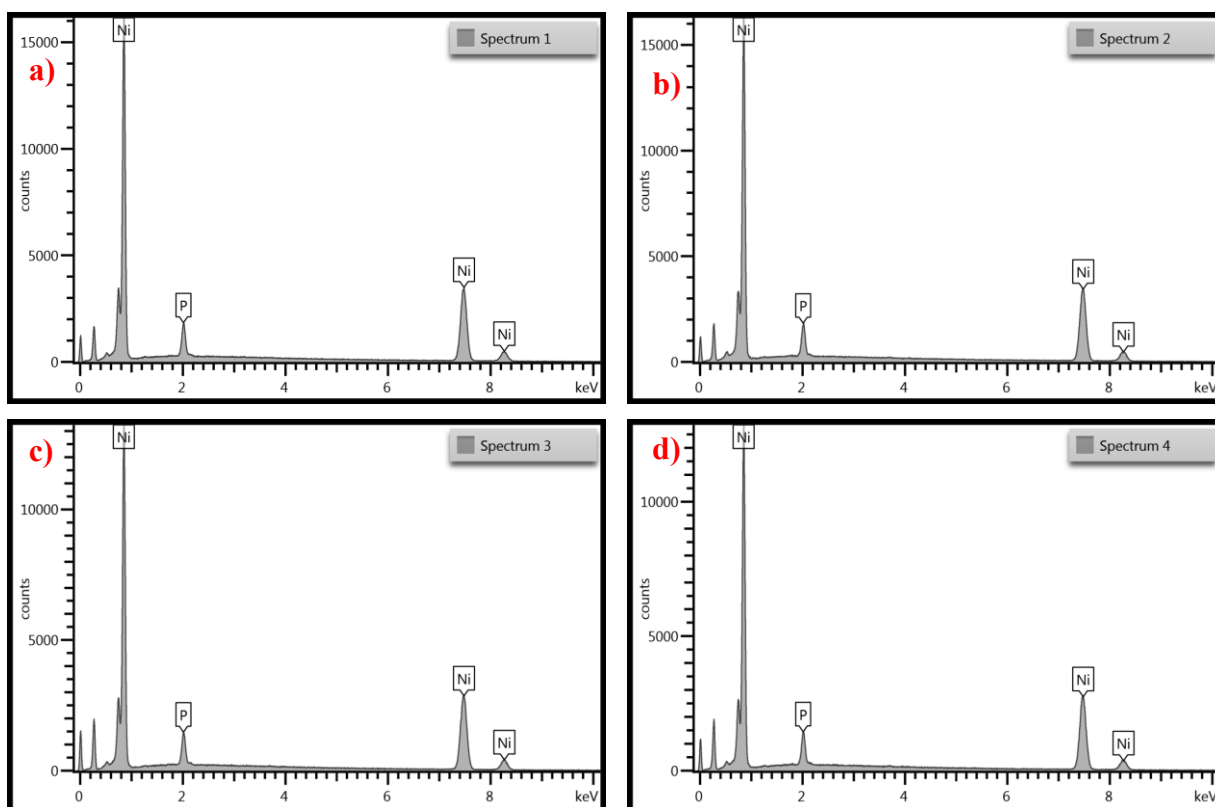 a)
Spectrum 1
counts
15000
10000
5000
0
Ni
P
Ni
Ni
0 2 4 6 8 keV
b)
Spectrum 2
counts
15000
10000
5000
0
Ni
P
Ni
Ni
0 2 4 6 8 keV
c)
Spectrum 3
counts
10000
5000
0
Ni
P
Ni
Ni
0 2 4 6 8 keV
d)
Spectrum 4
counts
10000
5000
0
Ni
P
Ni
Ni
0 2 4 6 8 keV